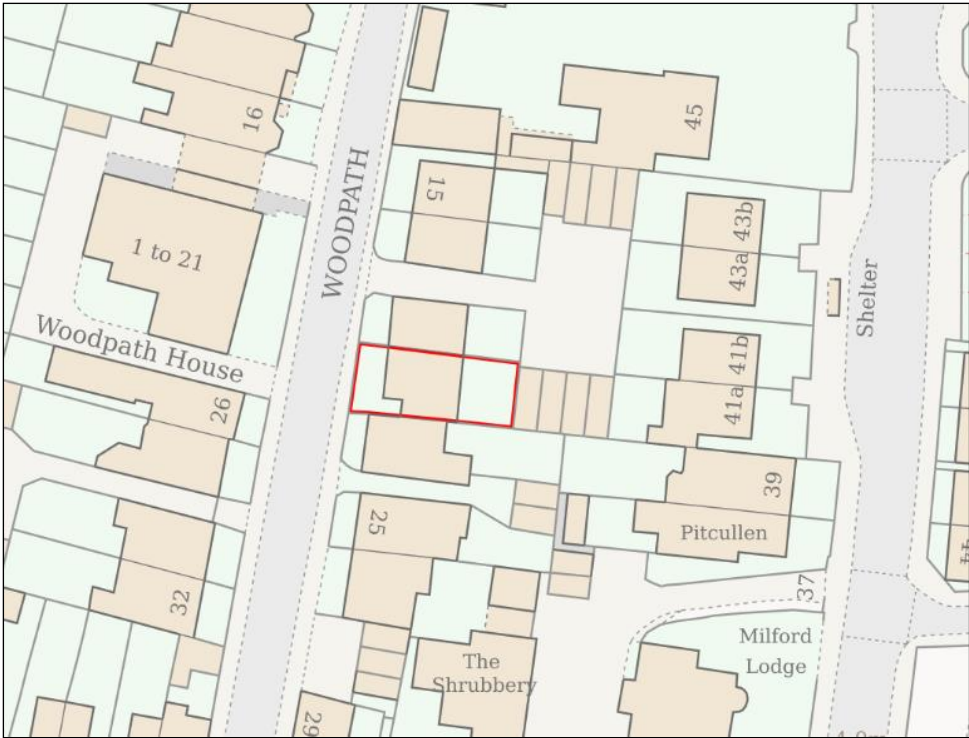 16
45
WOODPATH
15
43b
43a
1 to 21
Shelter
41b
41a
Woodpath House
26
39
25
Pitcullen
32
37
Milford
Lodge
The
Shrubbery
29